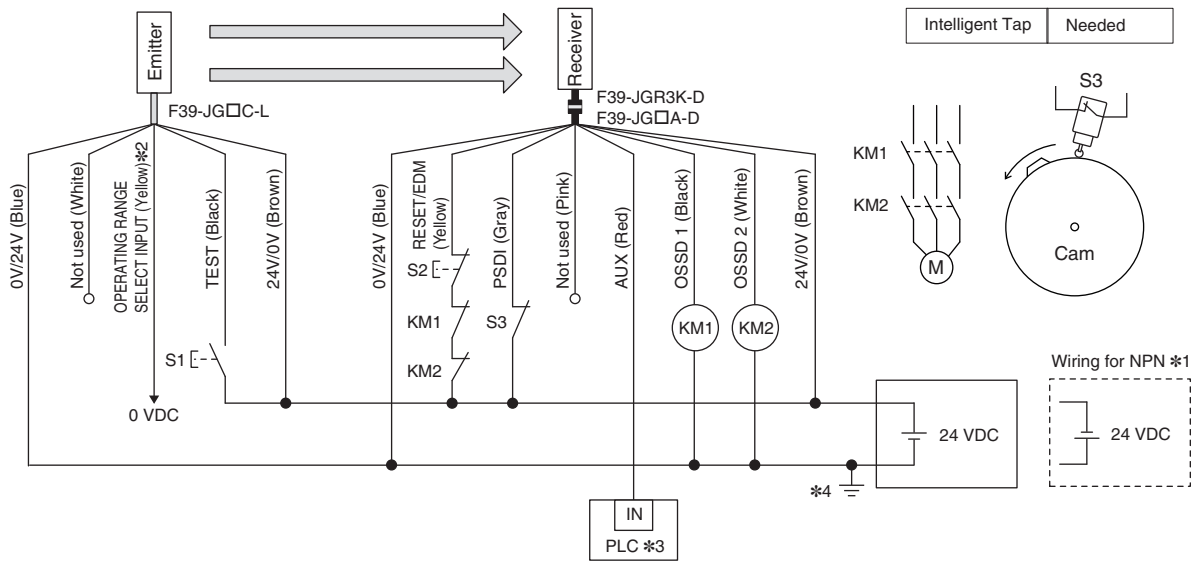 Emitter
Receiver
Intelligent Tap Needed
F39-JG□C-L
F39-JGR3K-D
F39-JG□A-D
S3
KM1
KM2
M
Cam
0V/24V (Blue)
Not used (White)
OPERATING RANGE
SELECT INPUT (Yellow)✱2
TEST (Black)
24V/0V (Brown)
0V/24V (Blue)
RESET/EDM
(Yellow)
PSDI (Gray)
Not used (Pink)
AUX (Red)
OSSD 1 (Black)
OSSD 2 (White)
24V/0V (Brown)
S2
KM1
S3
KM1
KM2
S1
KM2
0 VDC
Wiring for NPN ✱1
24 VDC
24 VDC
✱4
IN
PLC ✱3